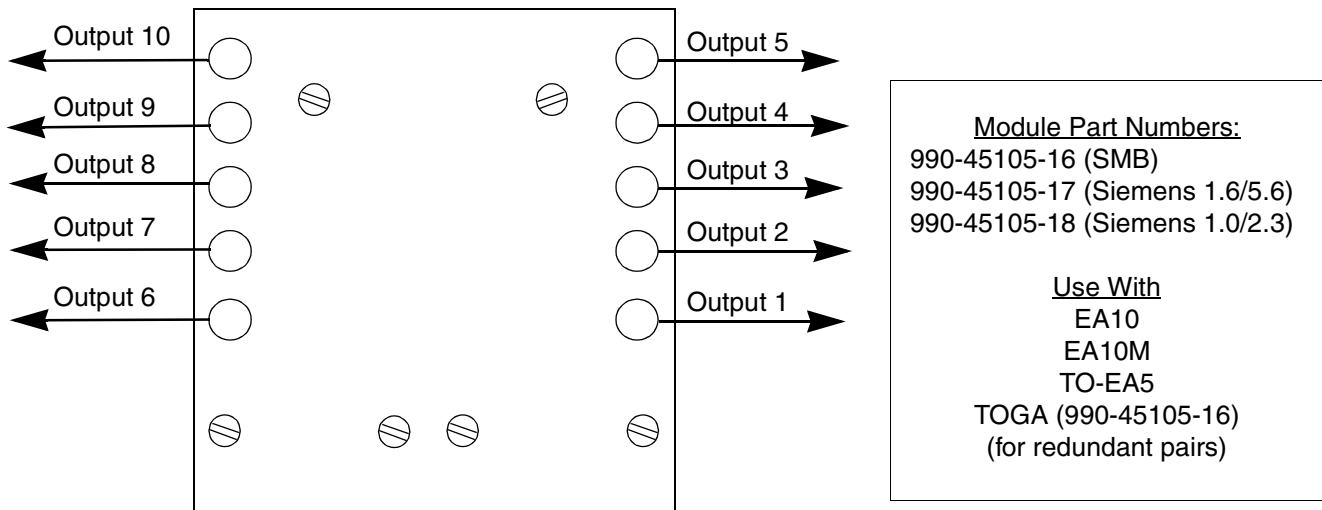 Output 10
Output 9
Output 8
Output 7
Output 6
Output 5
Output 4
Output 3
Output 2
Output 1
Module Part Numbers:
990-45105-16 (SMB)
990-45105-17 (Siemens 1.6/5.6)
990-45105-18 (Siemens 1.0/2.3)
Use With
EA10
EA10M
TO-EA5
TOGA (990-45105-16)
(for redundant pairs)